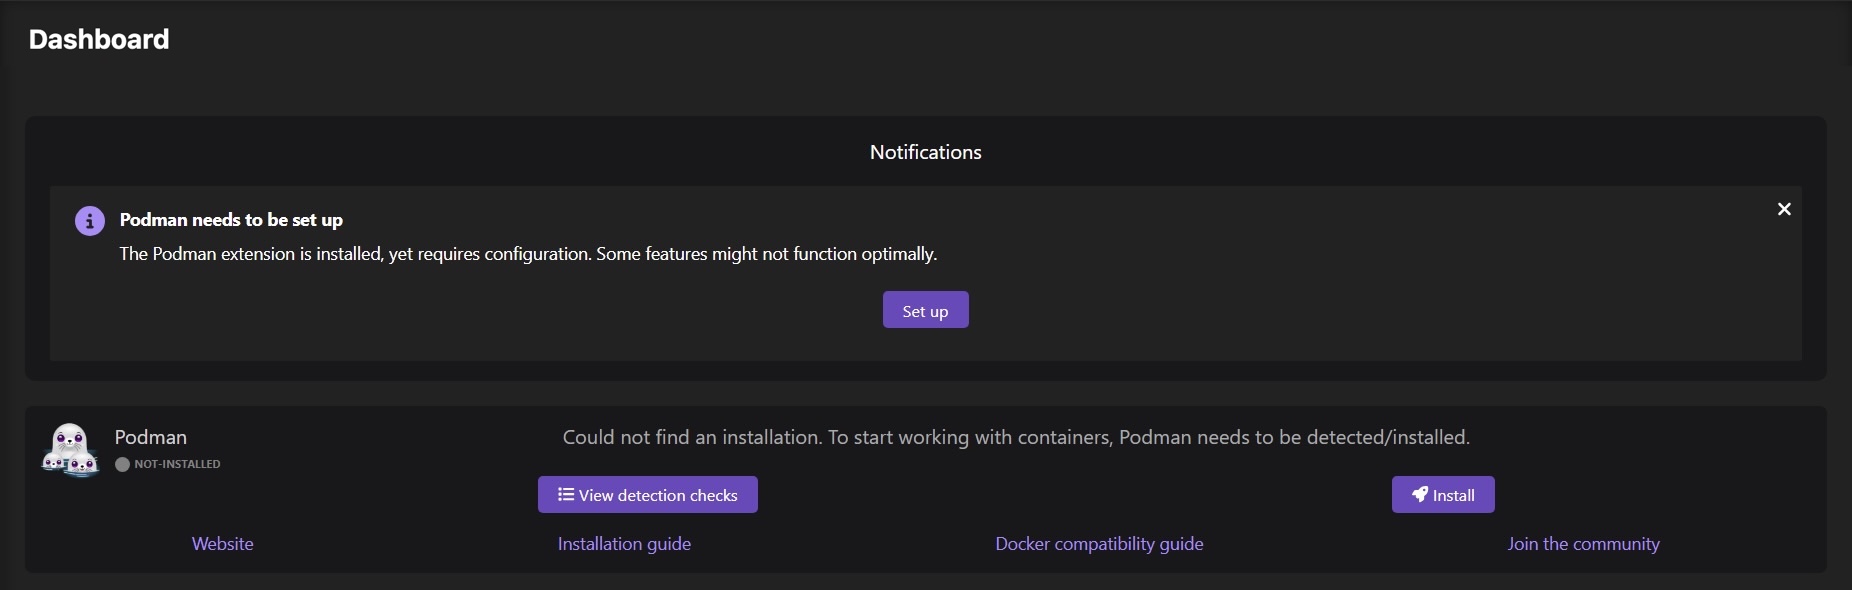 Dashboard
Notifications
Podman needs to be set up
The Podman extension is installed, yet requires configuration. Some features might not function optimally.
Set up
Podman
NOT-INSTALLED
Could not find an installation. To start working with containers, Podman needs to be detected/installed.
View detection checks
Install
Website
Installation guide
Docker compatibility guide
Join the community